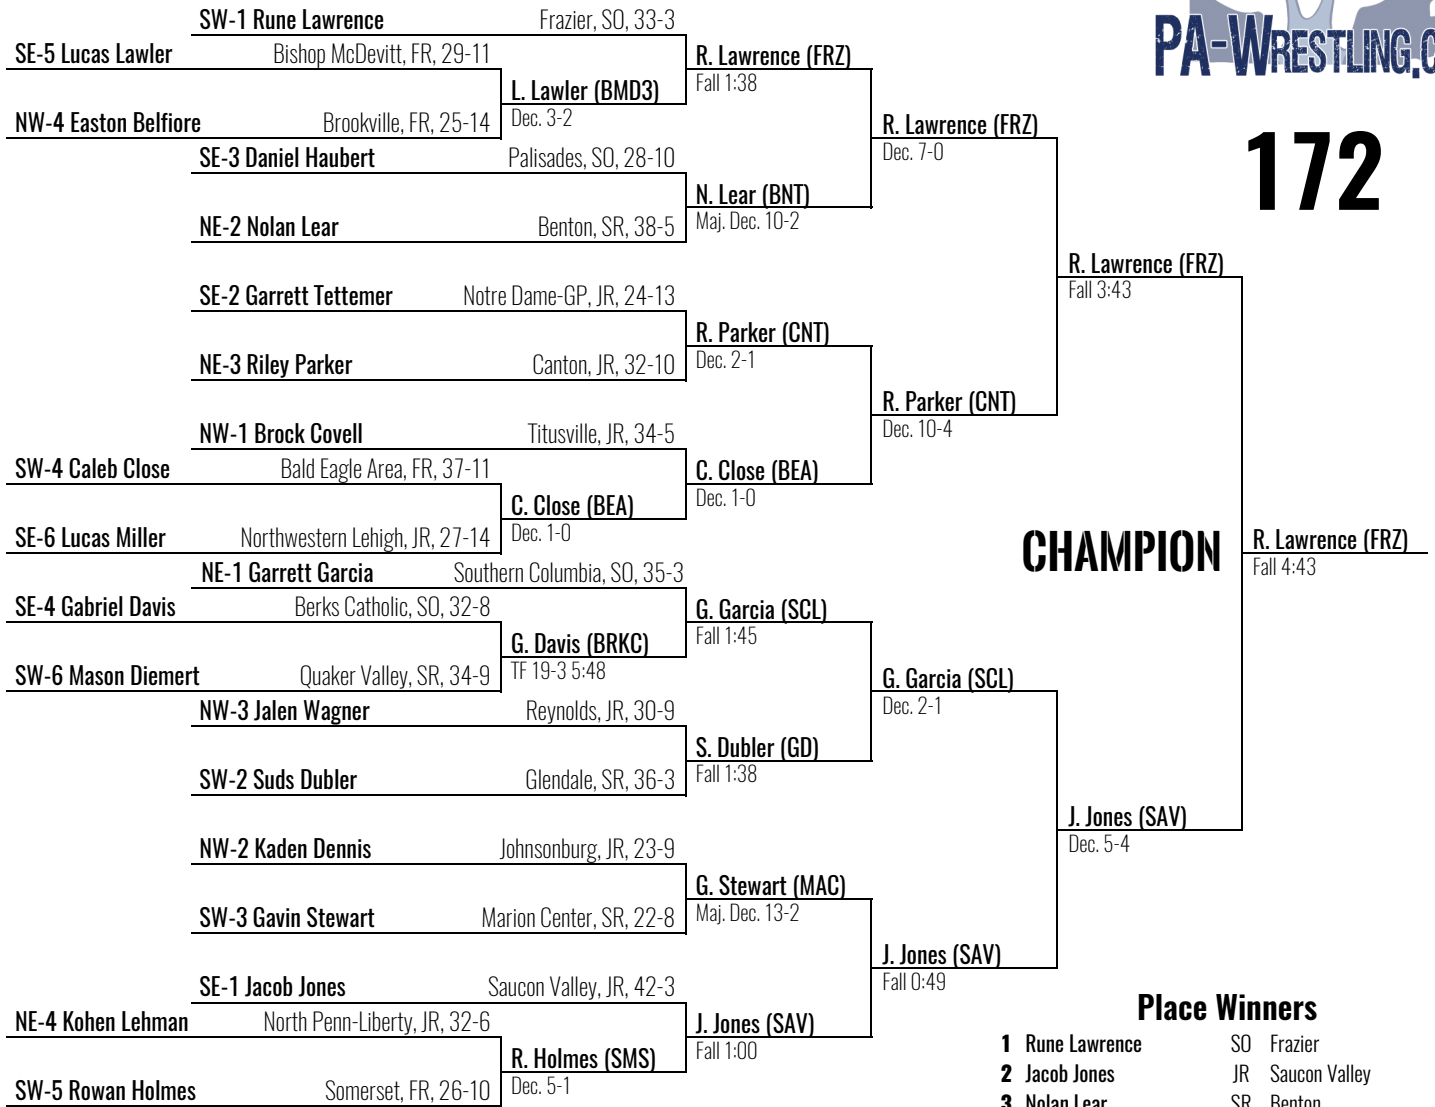 SW-1 Rune Lawrence Frazier, SO, 33-3
SE-5 Lucas Lawler Bishop McDevitt, FR, 29-11
R. Lawrence (FRZ)
Fall 1:38
L. Lawler (BMD3)
Dec. 3-2
NW-4 Easton Belfiore Brookville, FR, 25-14
R. Lawrence (FRZ)
Dec. 7-0
SE-3 Daniel Haubert Palisades, SO, 28-10
N. Lear (BNT)
Maj. Dec. 10-2
NE-2 Nolan Lear Benton, SR, 38-5
PA-WRESTLING.C
172
R. Lawrence (FRZ)
Fall 3:43
SE-2 Garrett Tettemer Notre Dame-GP, JR, 24-13
R. Parker (CNT)
Dec. 2-1
NE-3 Riley Parker Canton, JR, 32-10
R. Parker (CNT)
Dec. 10-4
NW-1 Brock Covell Titusville, JR, 34-5
SW-4 Caleb Close Bald Eagle Area, FR, 37-11
C. Close (BEA)
Dec. 1-0
C. Close (BEA)
Dec. 1-0
SE-6 Lucas Miller Northwestern Lehigh, JR, 27-14
CHAMPION
R. Lawrence (FRZ)
Fall 4:43
NE-1 Garrett Garcia Southern Columbia, SO, 35-3
SE-4 Gabriel Davis Berks Catholic, SO, 32-8
G. Garcia (SCL)
Fall 1:45
G. Davis (BRKC)
TF 19-3 5:48
SW-6 Mason Diemert Quaker Valley, SR, 34-9
G. Garcia (SCL)
Dec. 2-1
NW-3 Jalen Wagner Reynolds, JR, 30-9
S. Dubler (GD)
Fall 1:38
SW-2 Suds Dubler Glendale, SR, 36-3
J. Jones (SAV)
Dec. 5-4
NW-2 Kaden Dennis Johnsonburg, JR, 23-9
G. Stewart (MAC)
Maj. Dec. 13-2
SW-3 Gavin Stewart Marion Center, SR, 22-8
J. Jones (SAV)
Fall 0:49
SE-1 Jacob Jones Saucon Valley, JR, 42-3
NE-4 Kohen Lehman North Penn-Liberty, JR, 32-6
J. Jones (SAV)
Fall 1:00
R. Holmes (SMS)
Dec. 5-1
SW-5 Rowan Holmes Somerset, FR, 26-10
Place Winners
1 Rune Lawrence SO Frazier
2 Jacob Jones JR Saucon Valley
3 Nolan Lear SR Benton